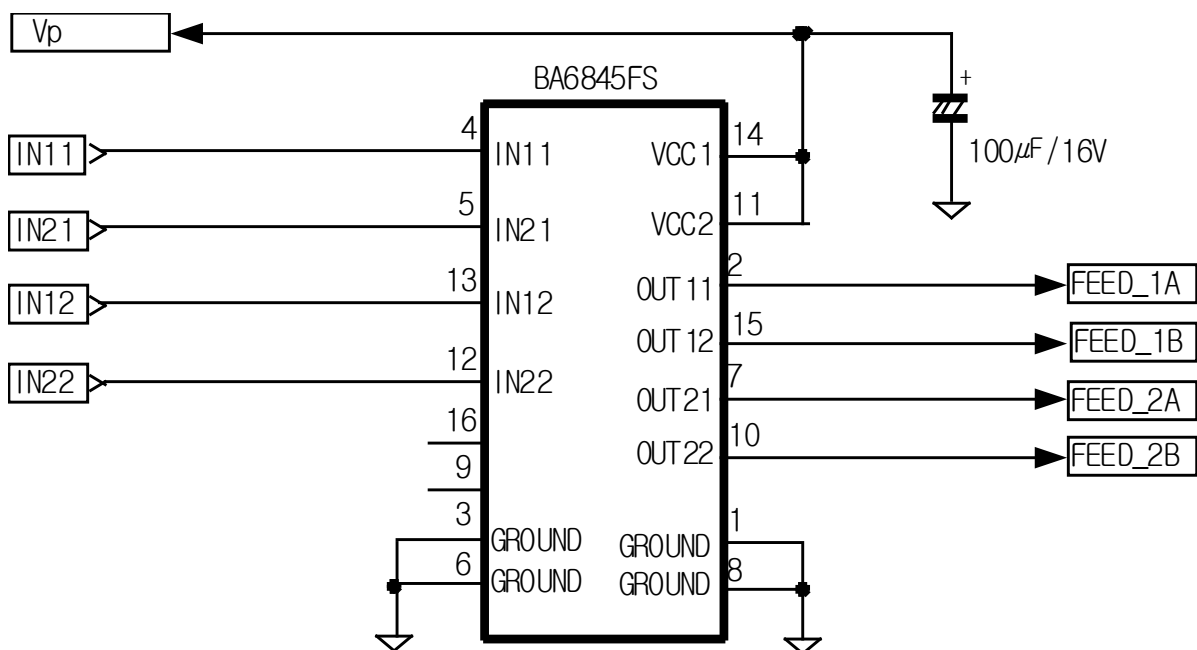 Vp
BA6845FS
+
100μF/16V
IN11
4
IN11
VCC1
14
IN21
5
IN21
VCC2
11
IN12
13
IN12
OUT11
2
FEED_1A
OUT12
15
FEED_1B
IN22
12
IN22
OUT21
7
FEED_2A
16
OUT22
10
FEED_2B
9
3
GROUND
GROUND
1
6
GROUND
GROUND
8